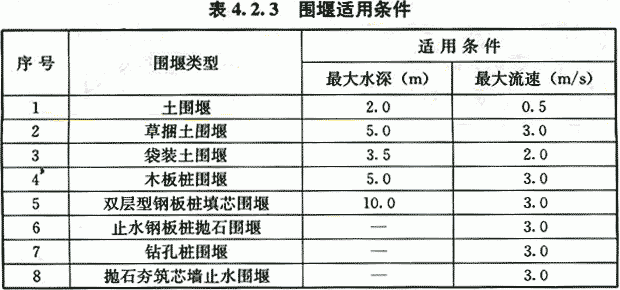 表 4.2.3 围堰适用条件
序号 围堰类型 适用条件
最大水深（m） 最大流速（m/s）
1 土围堰 2.0 0.5
2 草捆土围堰 5.0 3.0
3 袋装土围堰 3.5 2.0
4 木板桩围堰 5.0 3.0
5 双层型钢板桩填芯围堰 10.0 3.0
6 止水钢板桩抛石围堰 — 3.0
7 钻孔桩围堰 — 3.0
8 抛石夯筑芯墙止水围堰 — 3.0